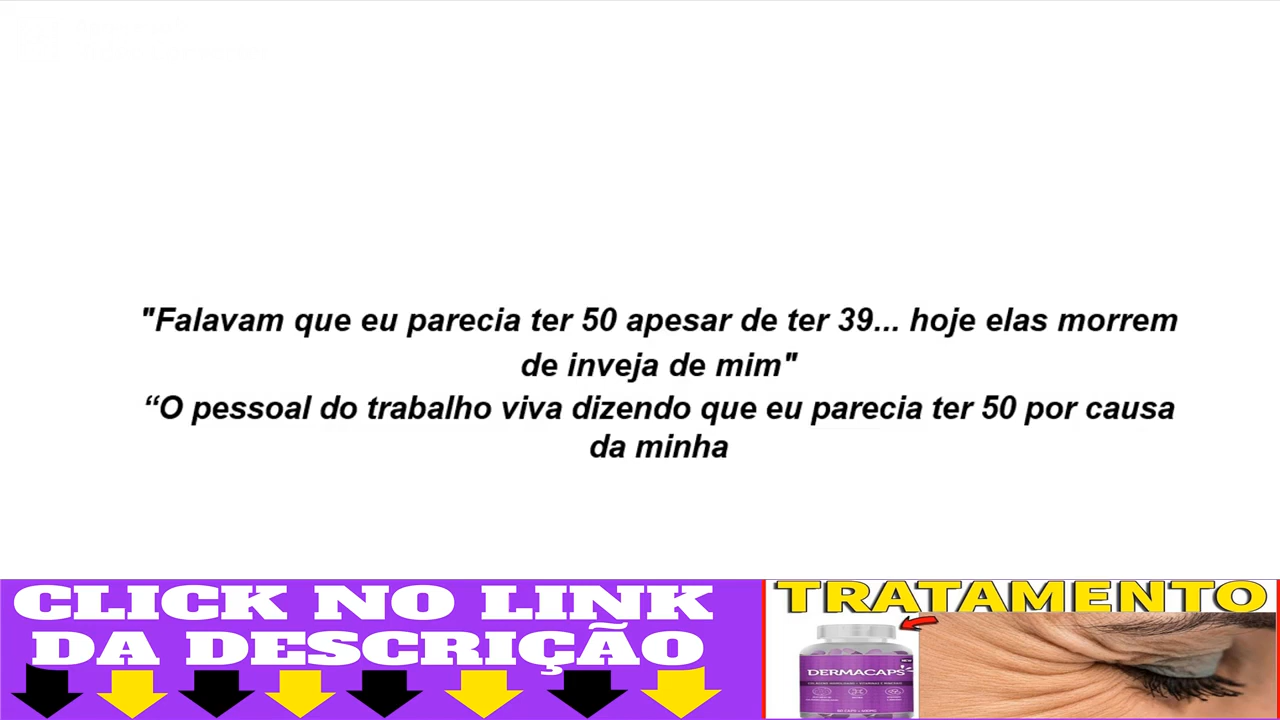 "Falavam que eu parecia ter 50 apesar de ter 39... hoje elas morrem
de inveja de mim"
“O pessoal do trabalho viva dizendo que eu parecia ter 50 por causa
da minha
CLICK NO LINK
DA DESCRIÇÃO
TRATAMENTO
DERMACAPS